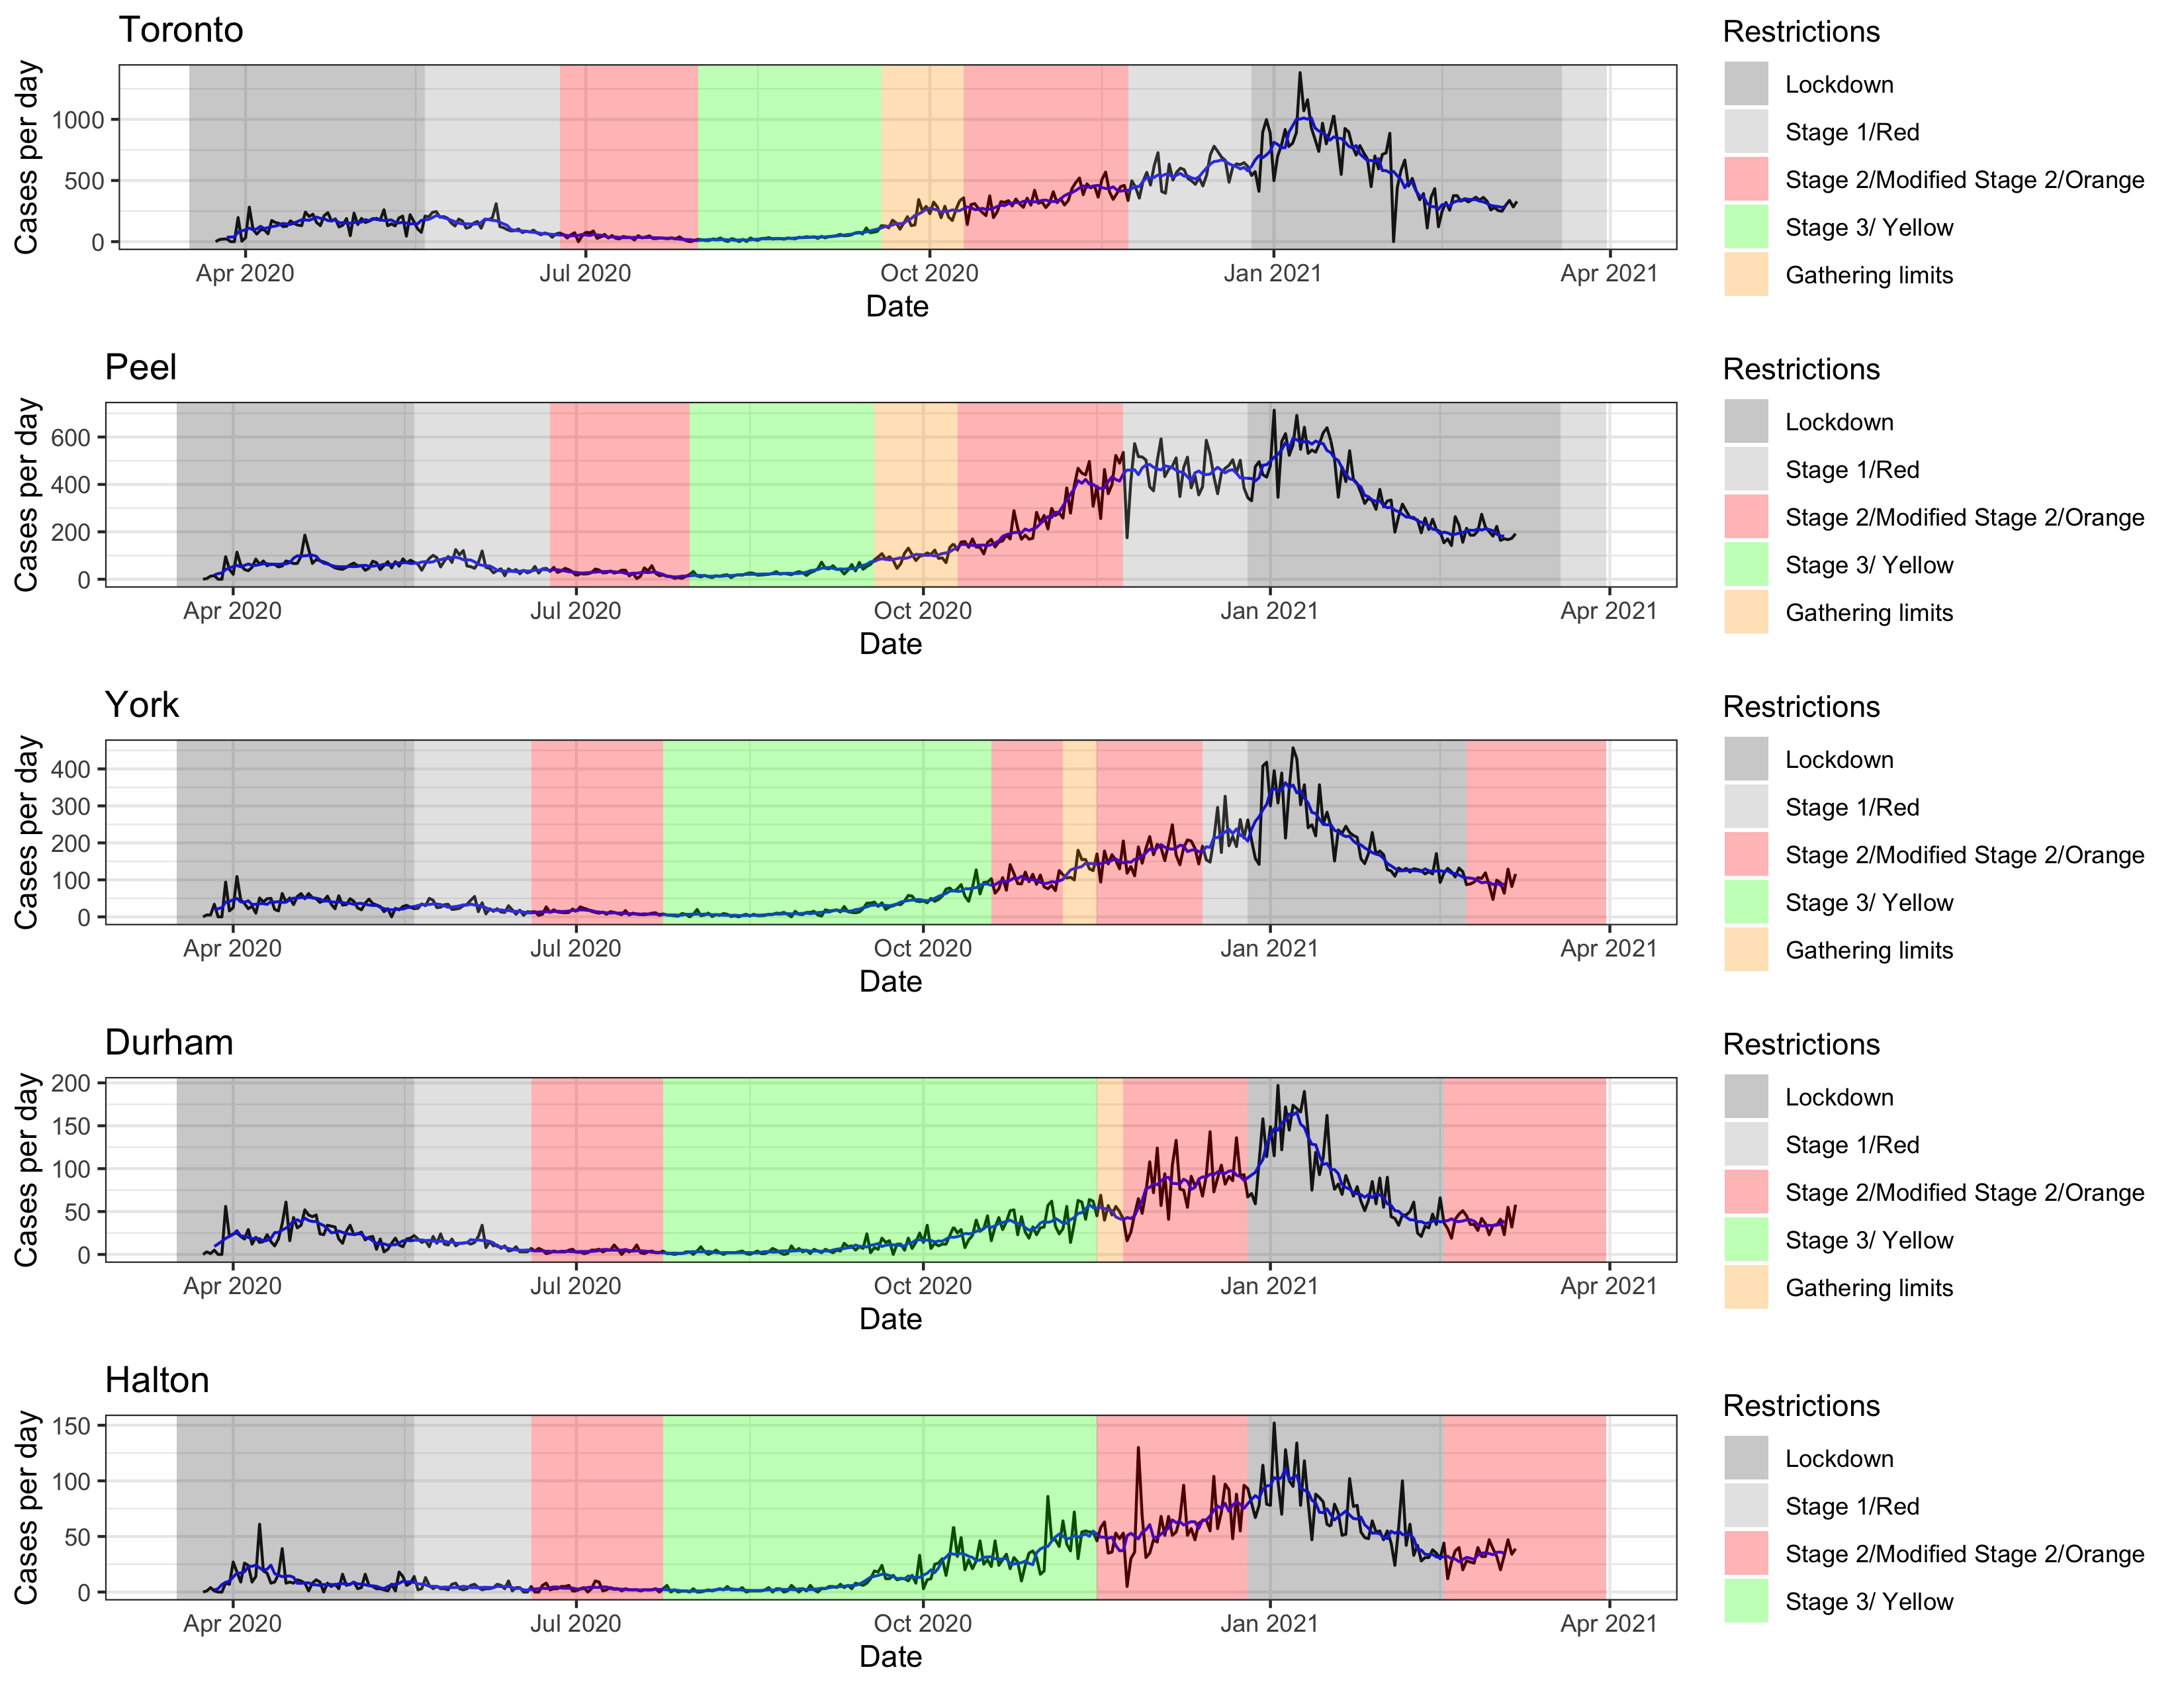 Toronto
Cases per day
1000
500
0
Apr 2020 Jul 2020 Oct 2020 Jan 2021 Apr 2021
Date
Restrictions
Lockdown
Stage 1/Red
Stage 2/Modified Stage 2/Orange
Stage 3/ Yellow
Gathering limits
Peel
Cases per day
600
400
200
0
Apr 2020 Jul 2020 Oct 2020 Jan 2021 Apr 2021
Date
Restrictions
Lockdown
Stage 1/Red
Stage 2/Modified Stage 2/Orange
Stage 3/ Yellow
Gathering limits
York
Cases per day
400
300
200
100
0
Apr 2020 Jul 2020 Oct 2020 Jan 2021 Apr 2021
Date
Restrictions
Lockdown
Stage 1/Red
Stage 2/Modified Stage 2/Orange
Stage 3/ Yellow
Gathering limits
Durham
Cases per day
200
150
100
50
0
Apr 2020 Jul 2020 Oct 2020 Jan 2021 Apr 2021
Date
Restrictions
Lockdown
Stage 1/Red
Stage 2/Modified Stage 2/Orange
Stage 3/ Yellow
Gathering limits
Halton
Cases per day
150
100
50
0
Apr 2020 Jul 2020 Oct 2020 Jan 2021 Apr 2021
Date
Restrictions
Lockdown
Stage 1/Red
Stage 2/Modified Stage 2/Orange
Stage 3/ Yellow